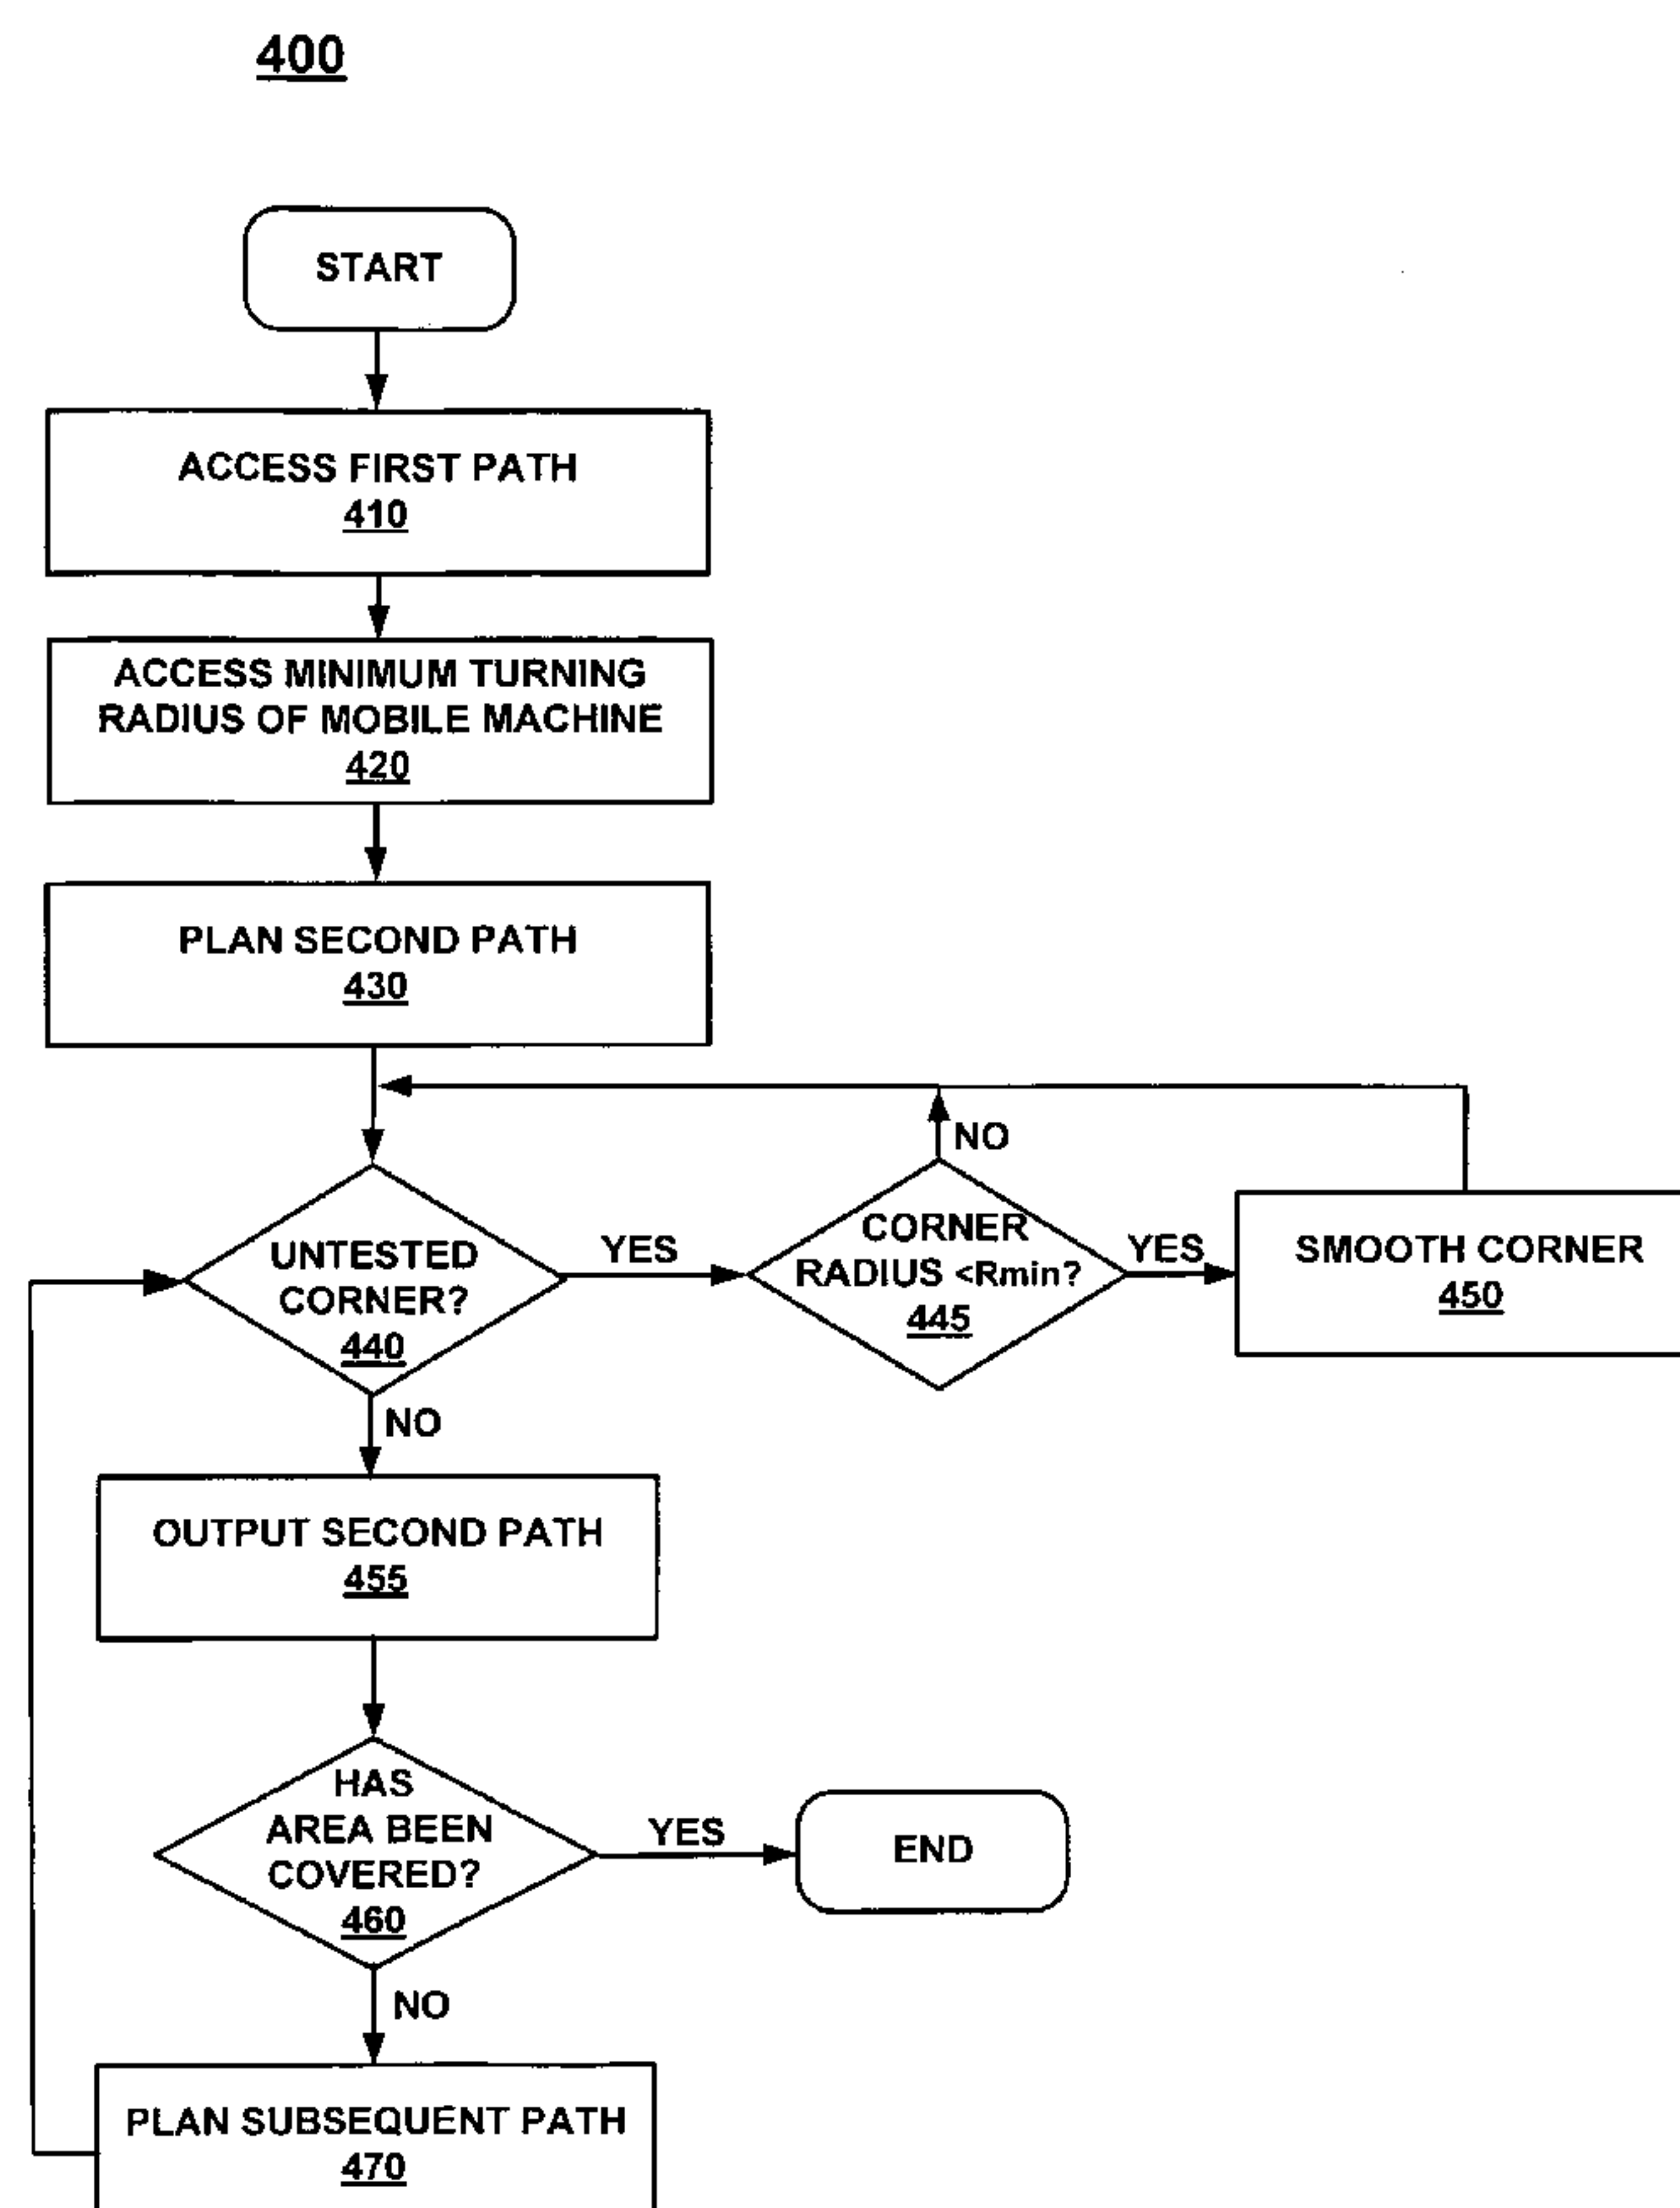 400
START
ACCESS FIRST PATH
410
ACCESS MINIMUM TURNING
RADIUS OF MOBILE MACHINE
420
PLAN SECOND PATH
430
NO
UNTESTED
CORNER?
440
YES
CORNER
RADIUS <Rmin?
445
YES
SMOOTH CORNER
450
NO
OUTPUT SECOND PATH
455
HAS
AREA BEEN
COVERED?
460
YES
END
NO
PLAN SUBSEQUENT PATH
470